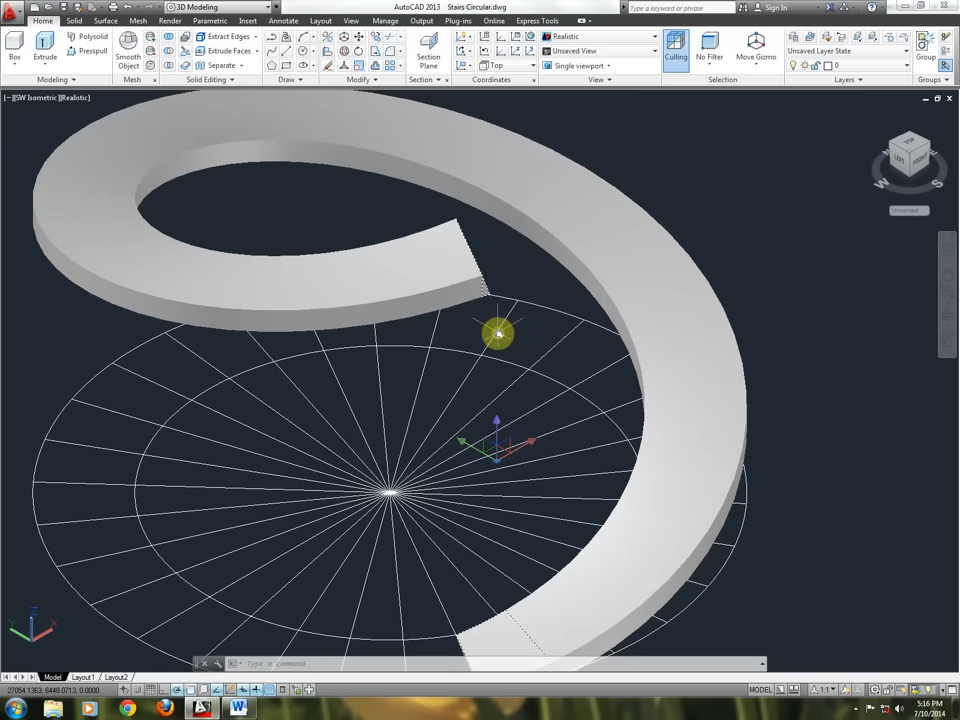 3D Modeling
AutoCAD 2013 Stairs Circular.dwg
Type a keyword or phrase
Sign In
Home Solid Surface Mesh Render Parametric Insert Annotate Layout View Manage Output Plug-ins Online Express Tools
Box
Extrude
Polysolid
Presspull
Smooth Object
Extract Edges
Extrude Faces
Separate
Section Plane
Top
Realistic
Unsaved View
Single viewport
Culling
No Filter
Move Gizmo
Unsaved Layer State
0
Group
Modeling
Mesh
Solid Editing
Draw
Modify
Section
Coordinates
View
Selection
Layers
Groups
[−][SW Isometric][Realistic]
TOP
LEFT
FRONT
W
S
Unnamed
Z
Y
X
Type a command
Model Layout1 Layout2
27054.1363, 6448.0713, 0.0000
MODEL
1:1
5:16 PM
7/10/2014